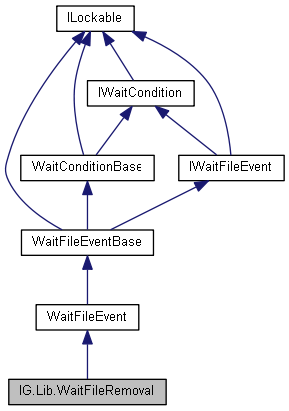 ILockable
IWaitCondition
WaitConditionBase
IWaitFileEvent
WaitFileEventBase
WaitFileEvent
IG.Lib.WaitFileRemoval